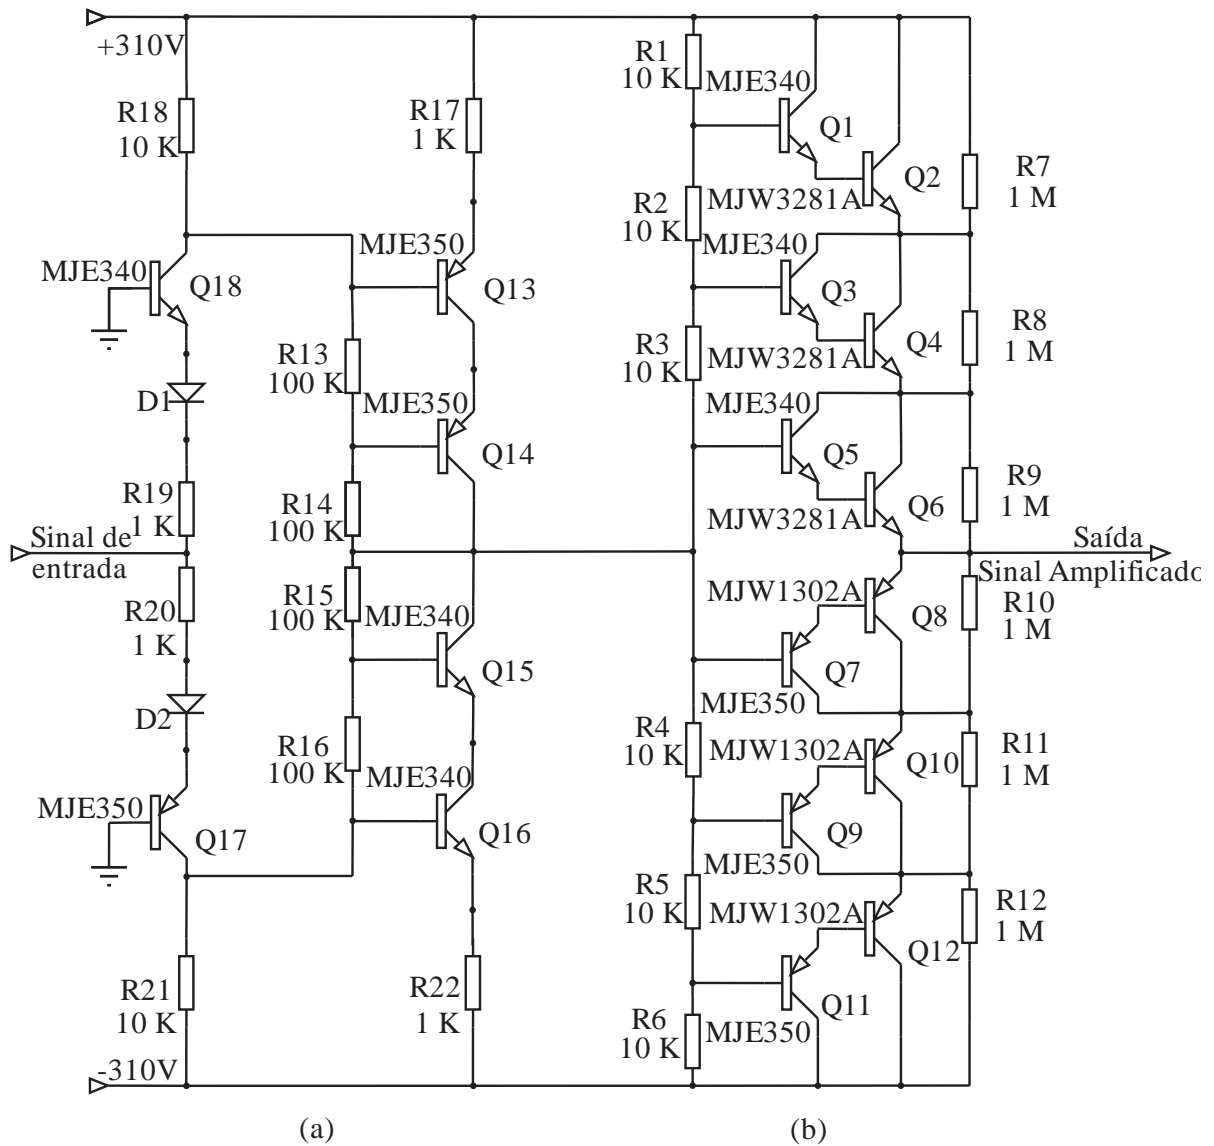 +310V
R18
10 K
MJE340
Q18
D1
R19
1 K
Sinal de
entrada
R20
1 K
D2
MJE350
Q17
R21
10 K
-310V
R17
1 K
MJE350
Q13
R13
100 K
MJE350
Q14
R14
100 K
R15
100 K
MJE340
Q15
R16
100 K
MJE340
Q16
R22
1 K
(a)
R1
10 K
MJE340
Q1
Q2
R7
1 M
R2
10 K
MJW3281A
MJE340
Q3
R8
1 M
R3
10 K
MJW3281A
Q4
MJE340
Q5
R9
1 M
MJW3281A
Q6
Saída
Sinal Amplificado
MJW1302A
Q8
R10
1 M
Q7
MJE350
R4
10 K
MJW1302A
Q10
R11
1 M
Q9
MJE350
R5
10 K
MJW1302A
R12
1 M
Q12
Q11
R6
10 K
MJE350
(b)